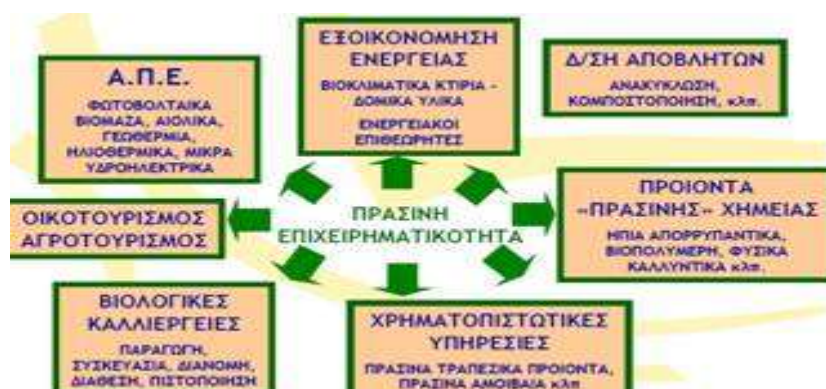 Α.Π.Ε.
ΦΩΤΟΒΟΛΤΑΙΚΑ
ΒΙΟΜΑΖΑ, ΑΙΟΛΙΚΑ,
ΓΕΩΘΕΡΜΙΑ,
ΗΛΙΟΘΕΡΜΙΚΑ, ΜΙΚΡΑ
ΥΔΡΟΗΛΕΚΤΡΙΚΑ
ΕΞΟΙΚΟΝΟΜΗΣΗ
ΕΝΕΡΓΕΙΑΣ
ΒΙΟΚΛΙΜΑΤΙΚΑ ΚΤΙΡΙΑ –
ΔΟΜΙΚΑ ΥΛΙΚΑ
ΕΝΕΡΓΕΙΑΚΟΙ
ΕΠΙΘΕΩΡΗΤΕΣ
Δ/ΣΗ ΑΠΟΒΛΗΤΩΝ
ΑΝΑΚΥΚΛΩΣΗ,
ΚΟΜΠΟΣΤΟΠΟΙΗΣΗ, κλπ.
ΟΙΚΟΤΟΥΡΙΣΜΟΣ
ΑΓΡΟΤΟΥΡΙΣΜΟΣ
ΠΡΑΣΙΝΗ
ΕΠΙΧΕΙΡΗΜΑΤΙΚΟΤΗΤΑ
ΠΡΟΙΟΝΤΑ
«ΠΡΑΣΙΝΗΣ» ΧΗΜΕΙΑΣ
ΗΠΙΑ ΑΠΟΡΡΥΠΑΝΤΙΚΑ,
ΒΙΟΠΟΛΥΜΕΡΗ, ΦΥΣΙΚΑ
ΚΑΛΛΥΝΤΙΚΑ κλπ.
ΒΙΟΛΟΓΙΚΕΣ
ΚΑΛΛΙΕΡΓΕΙΕΣ
ΠΑΡΑΓΩΓΗ,
ΣΥΣΚΕΥΑΣΙΑ, ΔΙΑΝΟΜΗ,
ΔΙΑΘΕΣΗ, ΠΙΣΤΟΠΟΙΗΣΗ
ΧΡΗΜΑΤΟΠΙΣΤΩΤΙΚΕΣ
ΥΠΗΡΕΣΙΕΣ
ΠΡΑΣΙΝΑ ΤΡΑΠΕΖΙΚΑ ΠΡΟΙΟΝΤΑ,
ΠΡΑΣΙΝΑ ΑΜΟΙΒΑΙΑ κλπ